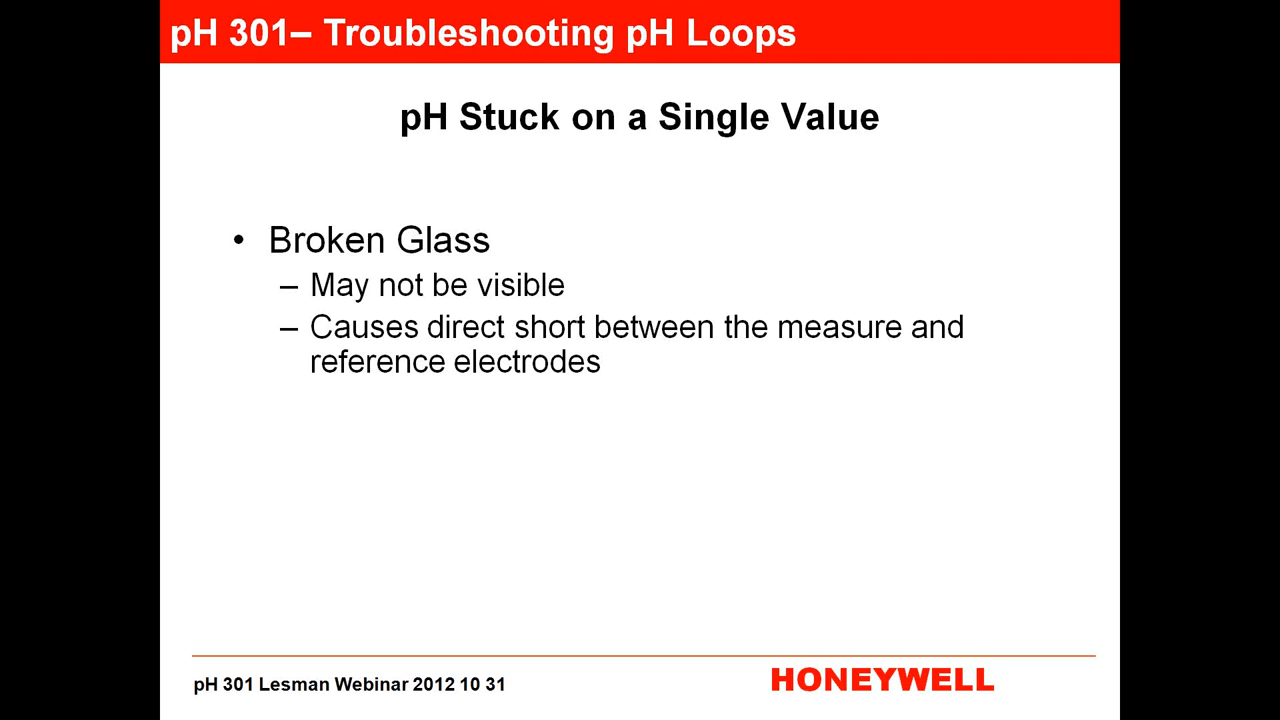 pH 301– Troubleshooting pH Loops
pH Stuck on a Single Value
• Broken Glass
– May not be visible
– Causes direct short between the measure and
reference electrodes
pH 301 Lesman Webinar 2012 10 31
HONEYWELL